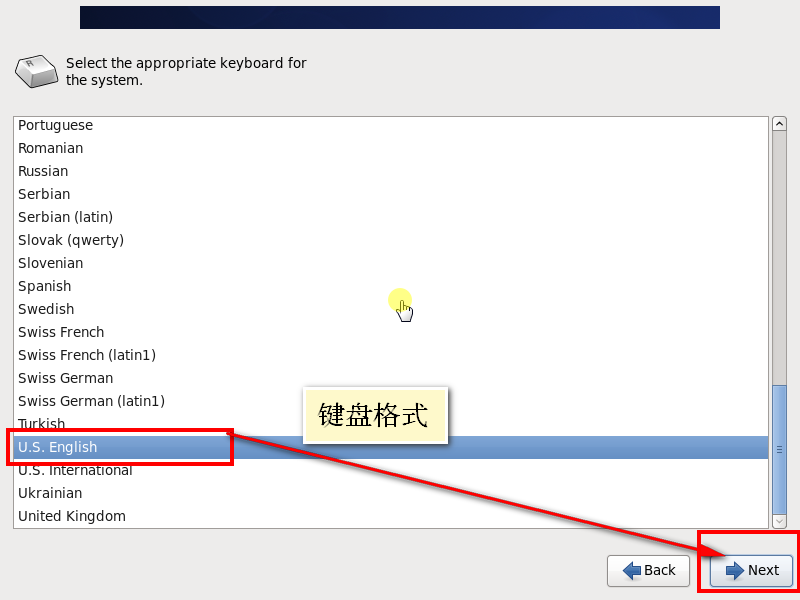 R
Select the appropriate keyboard for
the system.
Portuguese
Romanian
Russian
Serbian
Serbian (latin)
Slovak (qwerty)
Slovenian
Spanish
Swedish
Swiss French
Swiss French (latin1)
Swiss German
Swiss German (latin1)
键盘格式
Turkish
U.S. English
U.S. International
Ukrainian
United Kingdom
Back
Next